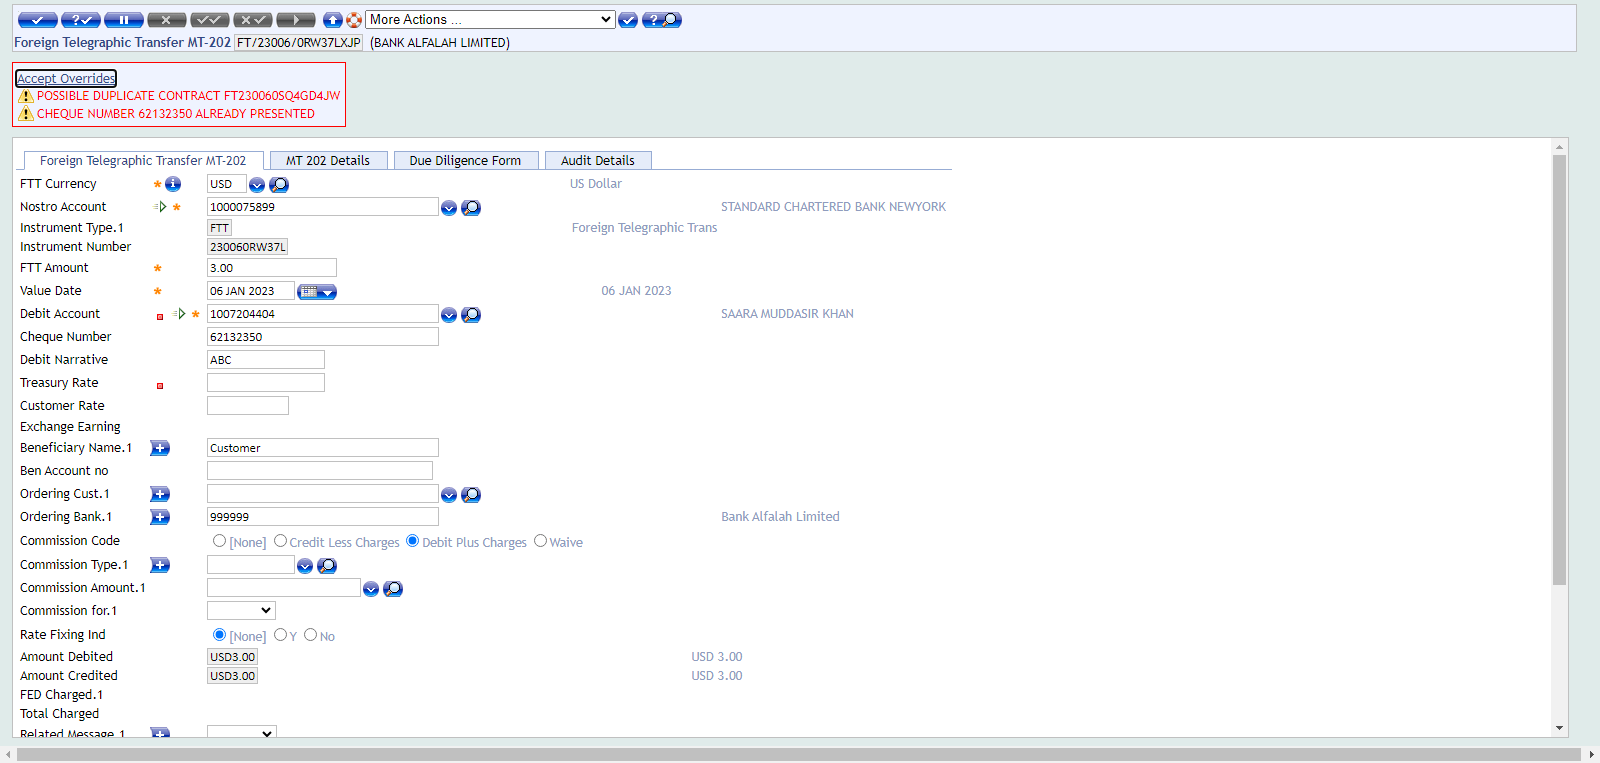 More Actions ...
Foreign Telegraphic Transfer MT-202 FT/23006/0RW37LXJP (BANK ALFALAH LIMITED)
Accept Overrides
POSSIBLE DUPLICATE CONTRACT FT230060SQ4GD4JW
CHEQUE NUMBER 62132350 ALREADY PRESENTED
Foreign Telegraphic Transfer MT-202 MT 202 Details Due Diligence Form Audit Details
FTT Currency * USD US Dollar
Nostro Account * 1000075899 STANDARD CHARTERED BANK NEWYORK
Instrument Type.1 FTT Foreign Telegraphic Trans
Instrument Number 230060RW37L
FTT Amount * 3.00
Value Date * 06 JAN 2023 06 JAN 2023
Debit Account * 1007204404 SAARA MUDDASIR KHAN
Cheque Number 62132350
Debit Narrative ABC
Treasury Rate
Customer Rate
Exchange Earning
Beneficiary Name.1 Customer
Ben Account no
Ordering Cust.1
Ordering Bank.1 999999 Bank Alfalah Limited
Commission Code [None] Credit Less Charges Debit Plus Charges Waive
Commission Type.1
Commission Amount.1
Commission for.1
Rate Fixing Ind [None] Y No
Amount Debited USD3.00 USD 3.00
Amount Credited USD3.00 USD 3.00
FED Charged.1
Total Charged
Related Message.1